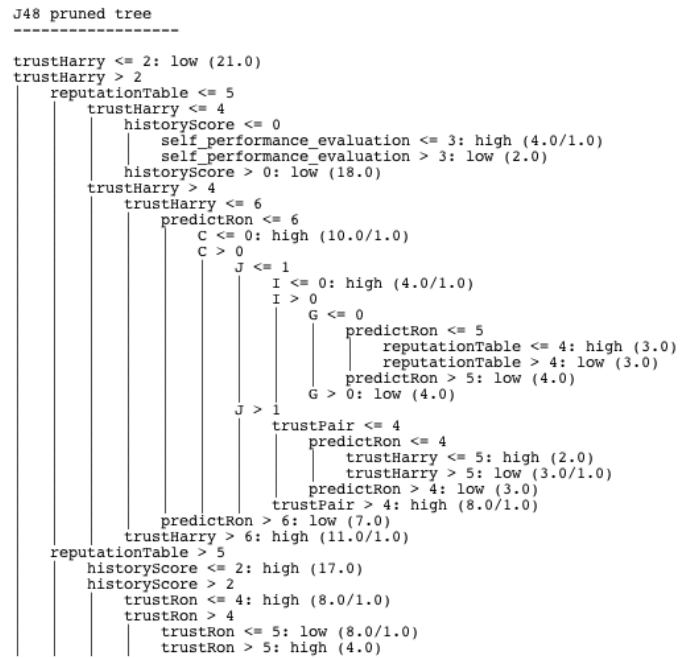 J48 pruned tree
------------------
trustHarry <= 2: low (21.0)
trustHarry > 2
|   reputationTable <= 5
|   |   trustHarry <= 4
|   |   |   historyScore <= 0
|   |   |   |   self_performance_evaluation <= 3: high (4.0/1.0)
|   |   |   |   self_performance_evaluation > 3: low (2.0)
|   |   |   historyScore > 0: low (18.0)
|   |   trustHarry > 4
|   |   |   trustHarry <= 6
|   |   |   |   predictRon <= 6
|   |   |   |   |   C <= 0: high (10.0/1.0)
|   |   |   |   |   C > 0
|   |   |   |   |   |   J <= 1
|   |   |   |   |   |   |   I <= 0: high (4.0/1.0)
|   |   |   |   |   |   |   I > 0
|   |   |   |   |   |   |   |   G <= 0
|   |   |   |   |   |   |   |   |   predictRon <= 5
|   |   |   |   |   |   |   |   |   |   reputationTable <= 4: high (3.0)
|   |   |   |   |   |   |   |   |   |   reputationTable > 4: low (3.0)
|   |   |   |   |   |   |   |   |   predictRon > 5: low (4.0)
|   |   |   |   |   |   |   |   G > 0: low (4.0)
|   |   |   |   |   |   J > 1
|   |   |   |   |   |   |   trustPair <= 4
|   |   |   |   |   |   |   |   predictRon <= 4
|   |   |   |   |   |   |   |   |   trustHarry <= 5: high (2.0)
|   |   |   |   |   |   |   |   |   trustHarry > 5: low (3.0/1.0)
|   |   |   |   |   |   |   |   predictRon > 4: low (3.0)
|   |   |   |   |   |   |   trustPair > 4: high (8.0/1.0)
|   |   |   |   predictRon > 6: low (7.0)
|   |   |   trustHarry > 6: high (11.0/1.0)
|   reputationTable > 5
|   |   historyScore <= 2: high (17.0)
|   |   historyScore > 2
|   |   |   trustRon <= 4: high (8.0/1.0)
|   |   |   trustRon > 4
|   |   |   |   trustRon <= 5: low (8.0/1.0)
|   |   |   |   trustRon > 5: high (4.0)